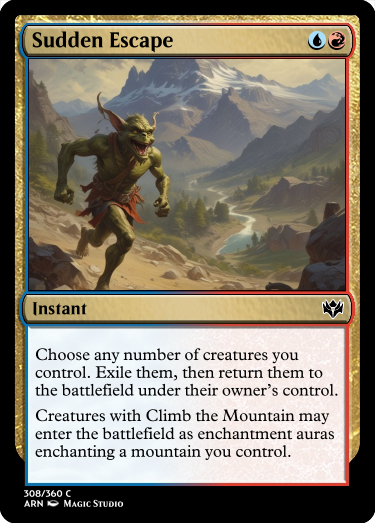 Sudden Escape
Instant
Choose any number of creatures you
control. Exile them, then return them to
the battlefield under their owner's control.
Creatures with Climb the Mountain may
enter the battlefield as enchantment auras
enchanting a mountain you control.
308/360 C
ARN Magic Studio